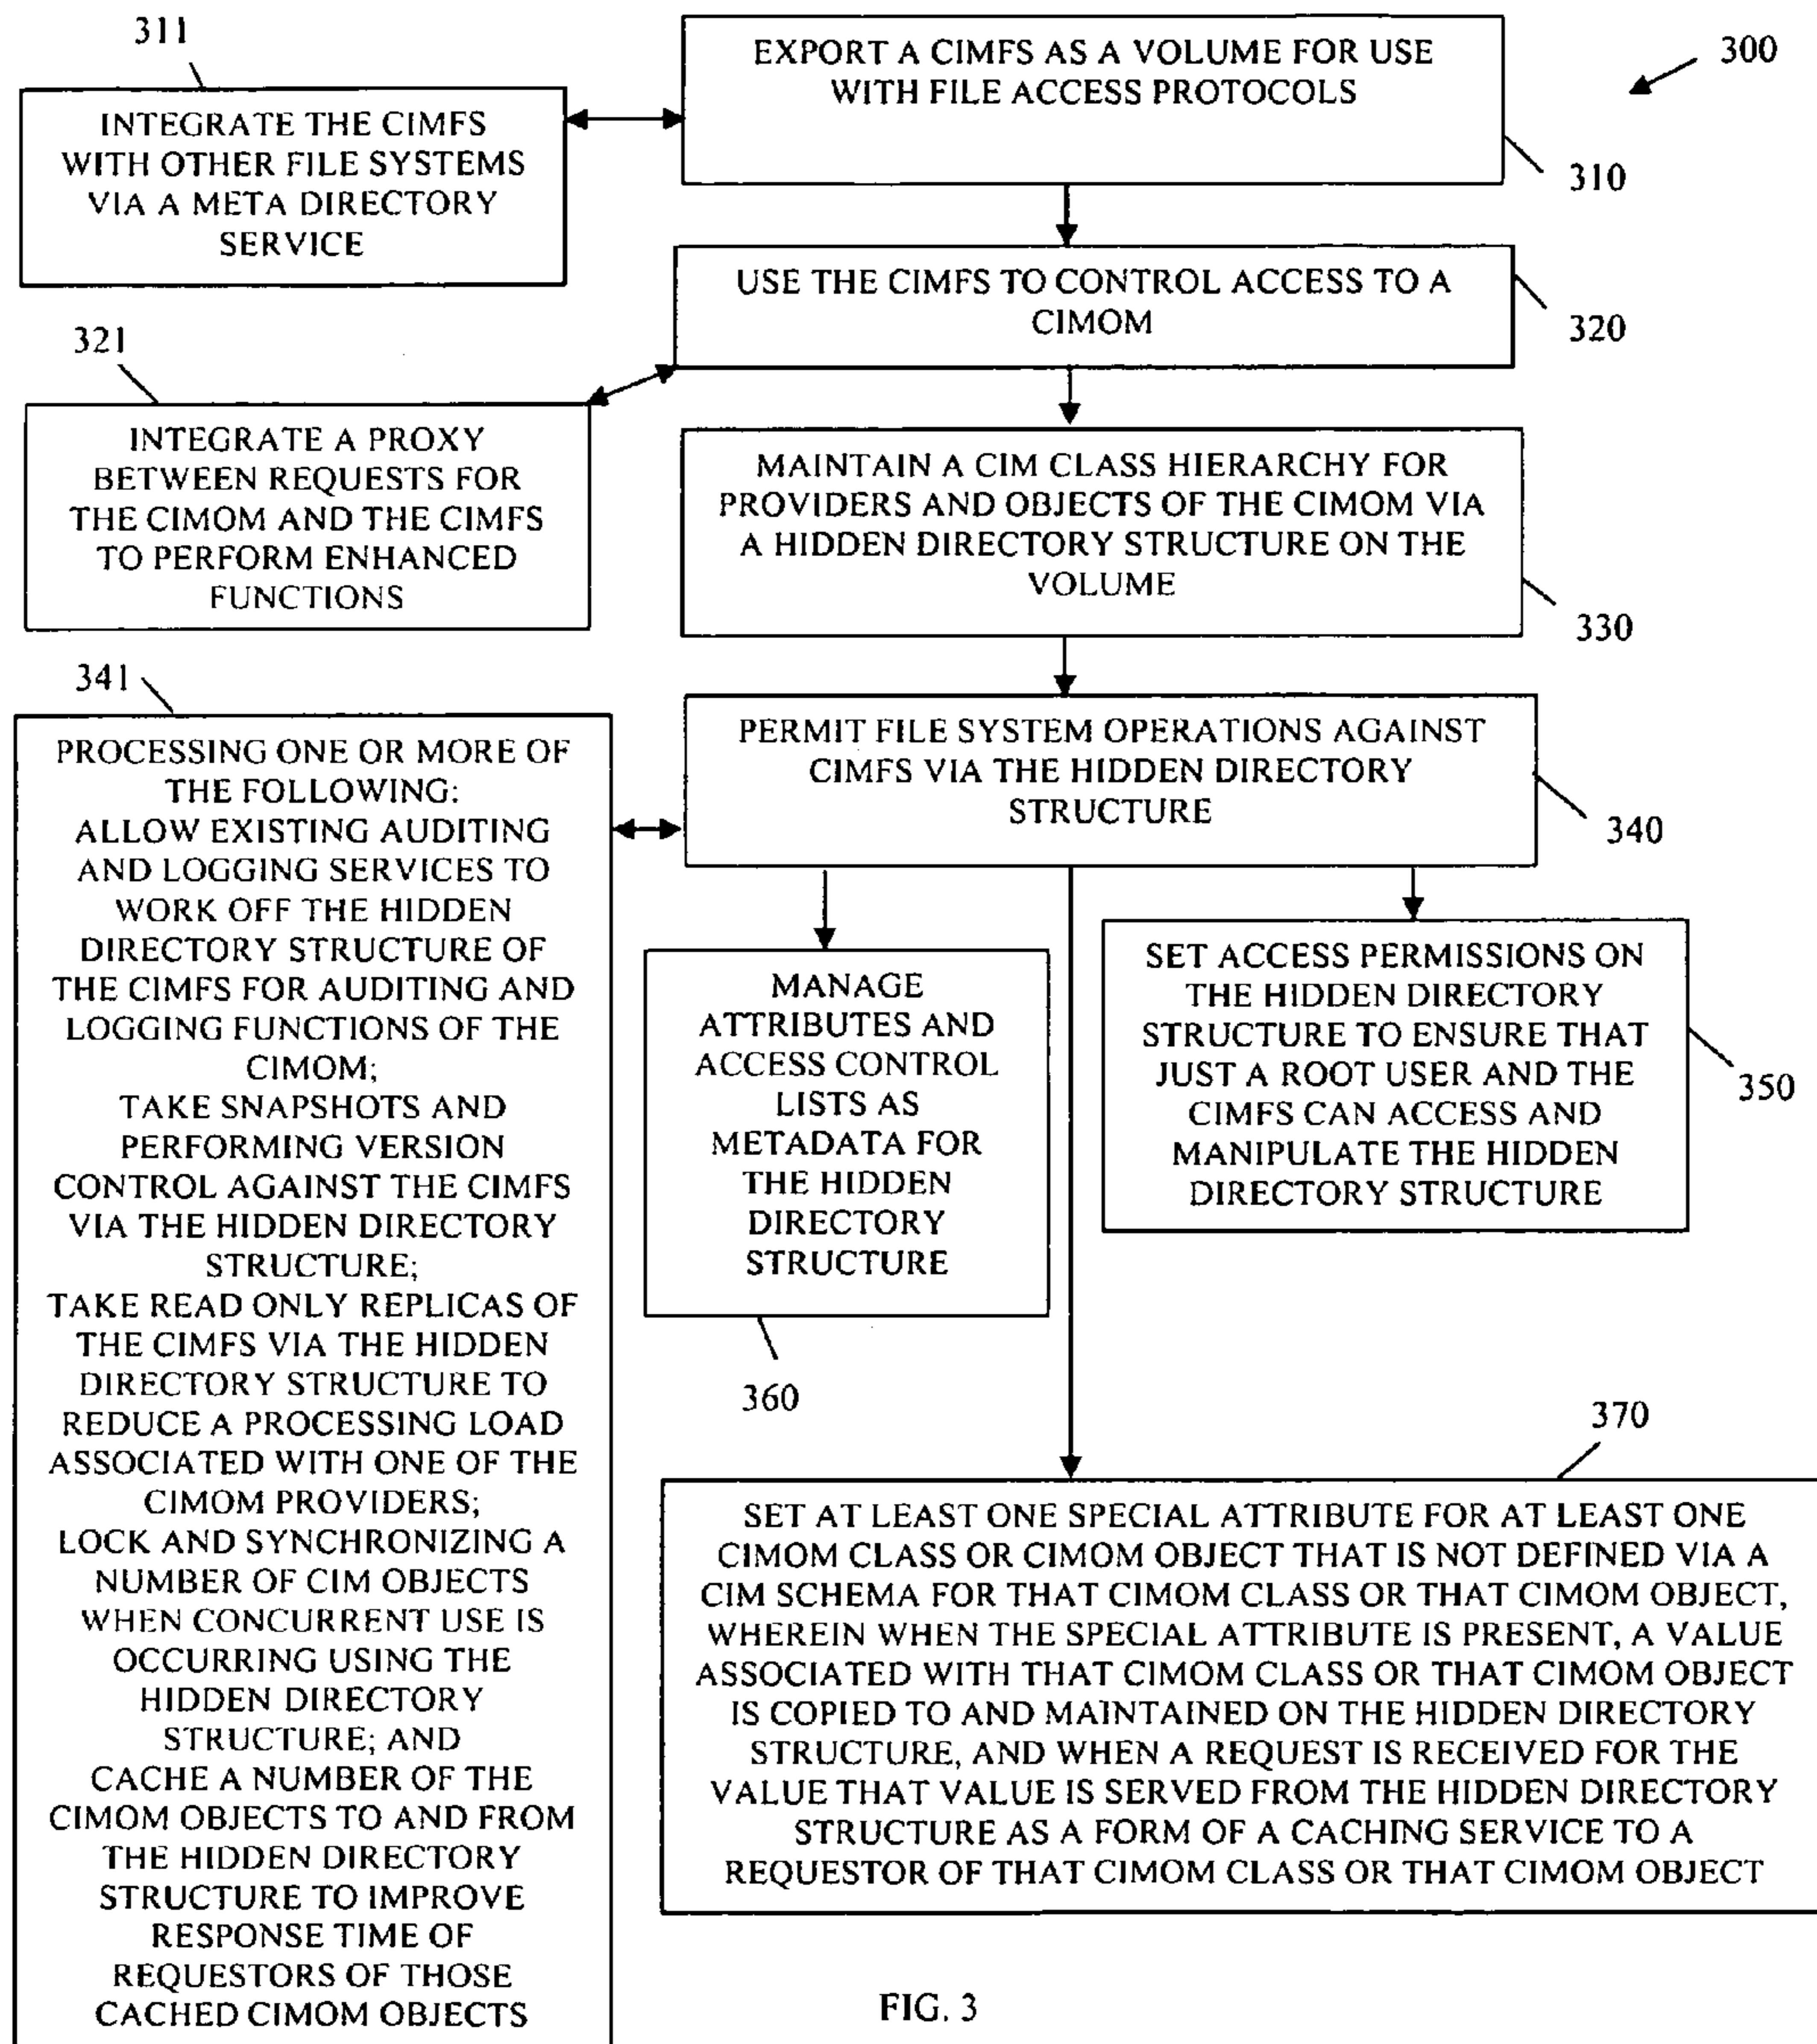 311
INTEGRATE THE CIMFS
WITH OTHER FILE SYSTEMS
VIA A META DIRECTORY
SERVICE
EXPORT A CIMFS AS A VOLUME FOR USE
WITH FILE ACCESS PROTOCOLS
300
310
USE THE CIMFS TO CONTROL ACCESS TO A
CIMOM
320
321
INTEGRATE A PROXY
BETWEEN REQUESTS FOR
THE CIMOM AND THE CIMFS
TO PERFORM ENHANCED
FUNCTIONS
MAINTAIN A CIM CLASS HIERARCHY FOR
PROVIDERS AND OBJECTS OF THE CIMOM VIA
A HIDDEN DIRECTORY STRUCTURE ON THE
VOLUME
330
341
PROCESSING ONE OR MORE OF
THE FOLLOWING:
ALLOW EXISTING AUDITING
AND LOGGING SERVICES TO
WORK OFF THE HIDDEN
DIRECTORY STRUCTURE OF
THE CIMFS FOR AUDITING AND
LOGGING FUNCTIONS OF THE
CIMOM;
TAKE SNAPSHOTS AND
PERFORMING VERSION
CONTROL AGAINST THE CIMFS
VIA THE HIDDEN DIRECTORY
STRUCTURE;
TAKE READ ONLY REPLICAS OF
THE CIMFS VIA THE HIDDEN
DIRECTORY STRUCTURE TO
REDUCE A PROCESSING LOAD
ASSOCIATED WITH ONE OF THE
CIMOM PROVIDERS;
LOCK AND SYNCHRONIZING A
NUMBER OF CIM OBJECTS
WHEN CONCURRENT USE IS
OCCURRING USING THE
HIDDEN DIRECTORY
STRUCTURE; AND
CACHE A NUMBER OF THE
CIMOM OBJECTS TO AND FROM
THE HIDDEN DIRECTORY
STRUCTURE TO IMPROVE
RESPONSE TIME OF
REQUESTORS OF THOSE
CACHED CIMOM OBJECTS
PERMIT FILE SYSTEM OPERATIONS AGAINST
CIMFS VIA THE HIDDEN DIRECTORY
STRUCTURE
340
MANAGE
ATTRIBUTES AND
ACCESS CONTROL
LISTS AS
METADATA FOR
THE HIDDEN
DIRECTORY
STRUCTURE
360
SET ACCESS PERMISSIONS ON
THE HIDDEN DIRECTORY
STRUCTURE TO ENSURE THAT
JUST A ROOT USER AND THE
CIMFS CAN ACCESS AND
MANIPULATE THE HIDDEN
DIRECTORY STRUCTURE
350
370
SET AT LEAST ONE SPECIAL ATTRIBUTE FOR AT LEAST ONE
CIMOM CLASS OR CIMOM OBJECT THAT IS NOT DEFINED VIA A
CIM SCHEMA FOR THAT CIMOM CLASS OR THAT CIMOM OBJECT,
WHEREIN WHEN THE SPECIAL ATTRIBUTE IS PRESENT, A VALUE
ASSOCIATED WITH THAT CIMOM CLASS OR THAT CIMOM OBJECT
IS COPIED TO AND MAINTAINED ON THE HIDDEN DIRECTORY
STRUCTURE, AND WHEN A REQUEST IS RECEIVED FOR THE
VALUE THAT VALUE IS SERVED FROM THE HIDDEN DIRECTORY
STRUCTURE AS A FORM OF A CACHING SERVICE TO A
REQUESTOR OF THAT CIMOM CLASS OR THAT CIMOM OBJECT
FIG. 3